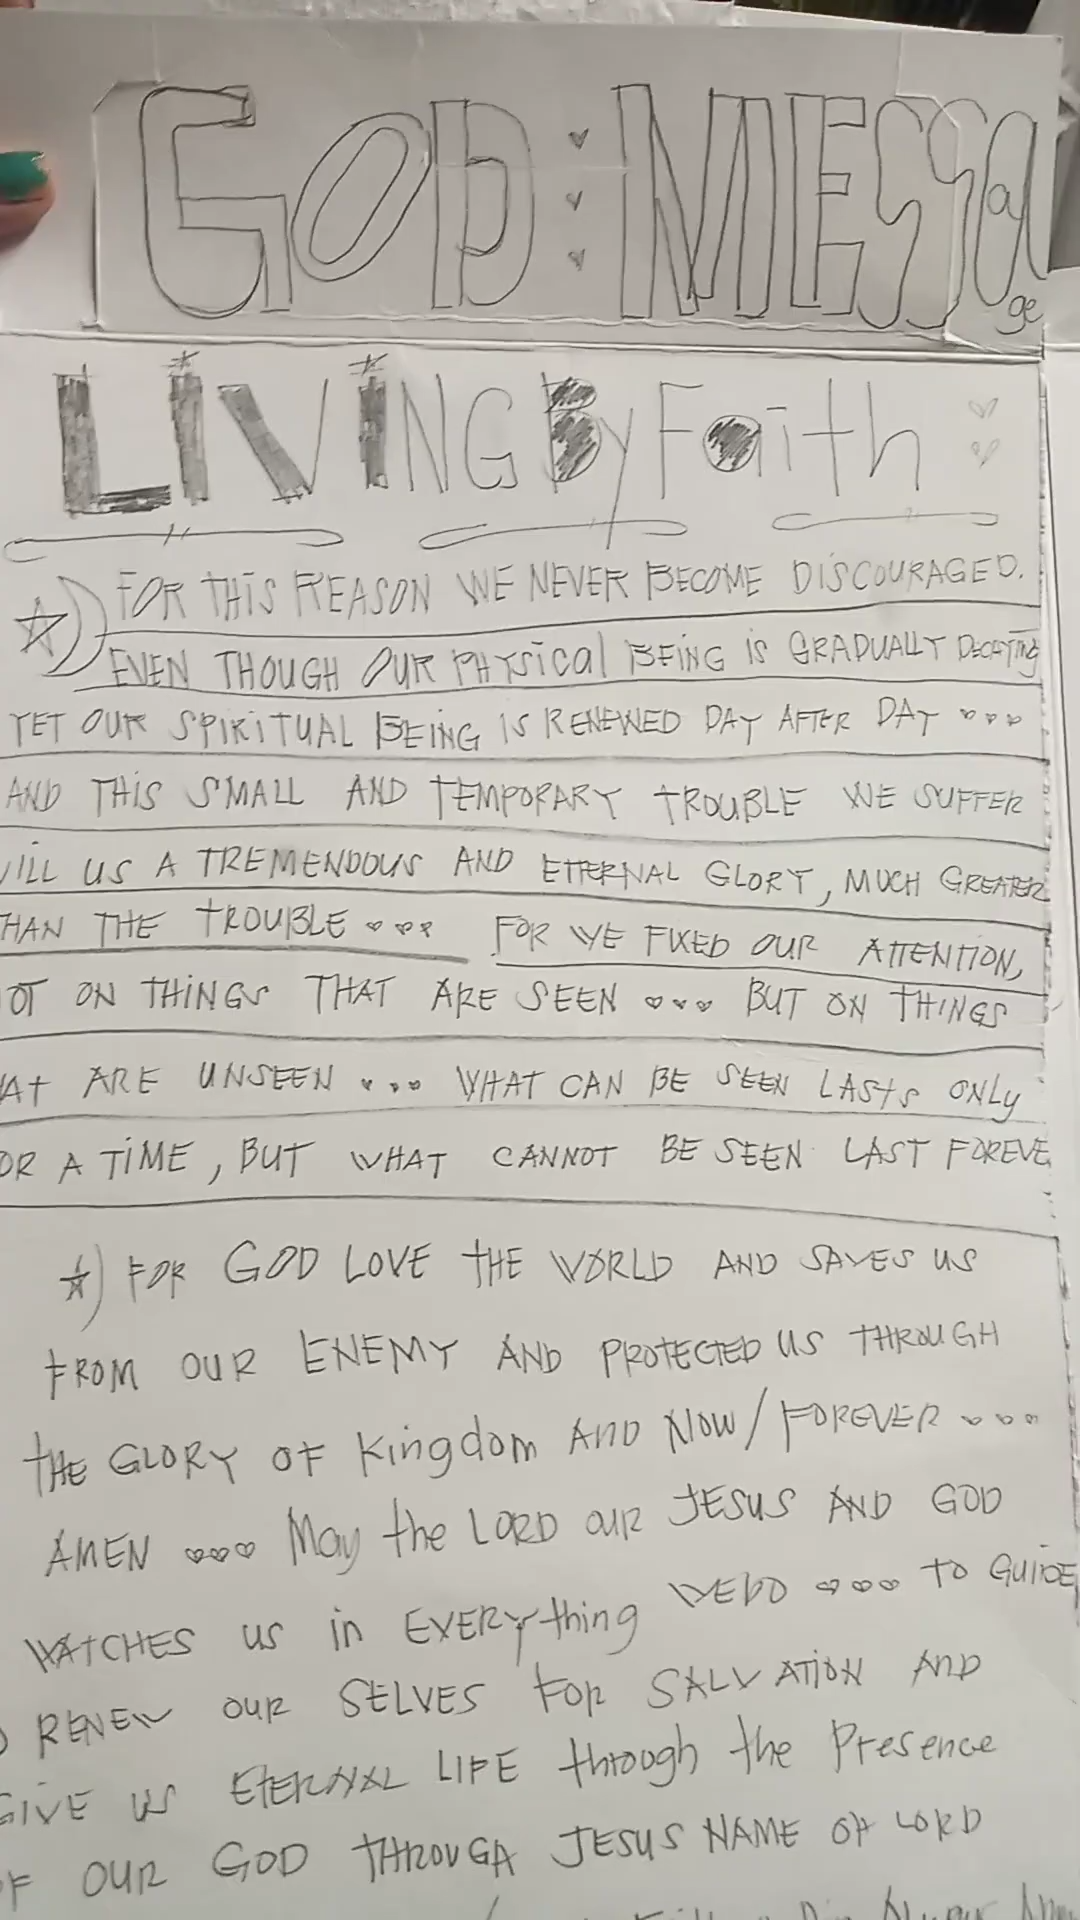 GOD: MESSage
LIVING By Faith
FOR THIS REASON WE NEVER BECOME DISCOURAGED.
EVEN THOUGH OUR PHYSICAL BEING IS GRADUALLY DECAYING
YET OUR SPIRITUAL BEING IS RENEWED DAY AFTER DAY
AND THIS SMALL AND TEMPORARY TROUBLE WE SUFFER
WILL US A TREMENDOUS AND ETERNAL GLORY, MUCH GREATER
HAN THE TROUBLE FOR WE FIXED OUR ATTENTION,
OT ON THINGS THAT ARE SEEN BUT ON THINGS
AT ARE UNSEEN WHAT CAN BE SEEN LASTS ONLY
OR A TIME, BUT WHAT CANNOT BE SEEN LAST FOREVE
FOR GOD LOVE THE WORLD AND SAVES US
FROM OUR ENEMY AND PROTECTED US THROUGH
THE GLORY OF Kingdom AND NOW/FOREVER
AMEN May the LORD OUR JESUS AND GOD
WATCHES us in EVERYthing WEDO TO GUIDE
RENEW OUR SELVES FOR SALVATION AND
GIVE US ETERNAL LIFE through the Presence
OF OUR GOD THROUGH JESUS NAME OH LORD